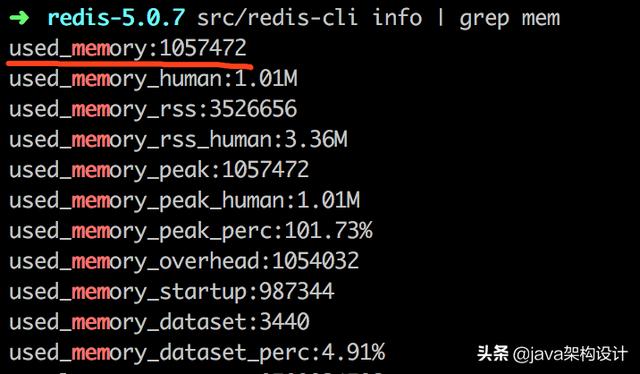 ➜ redis-5.0.7 src/redis-cli info | grep mem
used_memory:1057472
used_memory_human:1.01M
used_memory_rss:3526656
used_memory_rss_human:3.36M
used_memory_peak:1057472
used_memory_peak_human:1.01M
used_memory_peak_perc:101.73%
used_memory_overhead:1054032
used_memory_startup:987344
used_memory_dataset:3440
used_memory_dataset_perc:4.91%
头条 @java架构设计